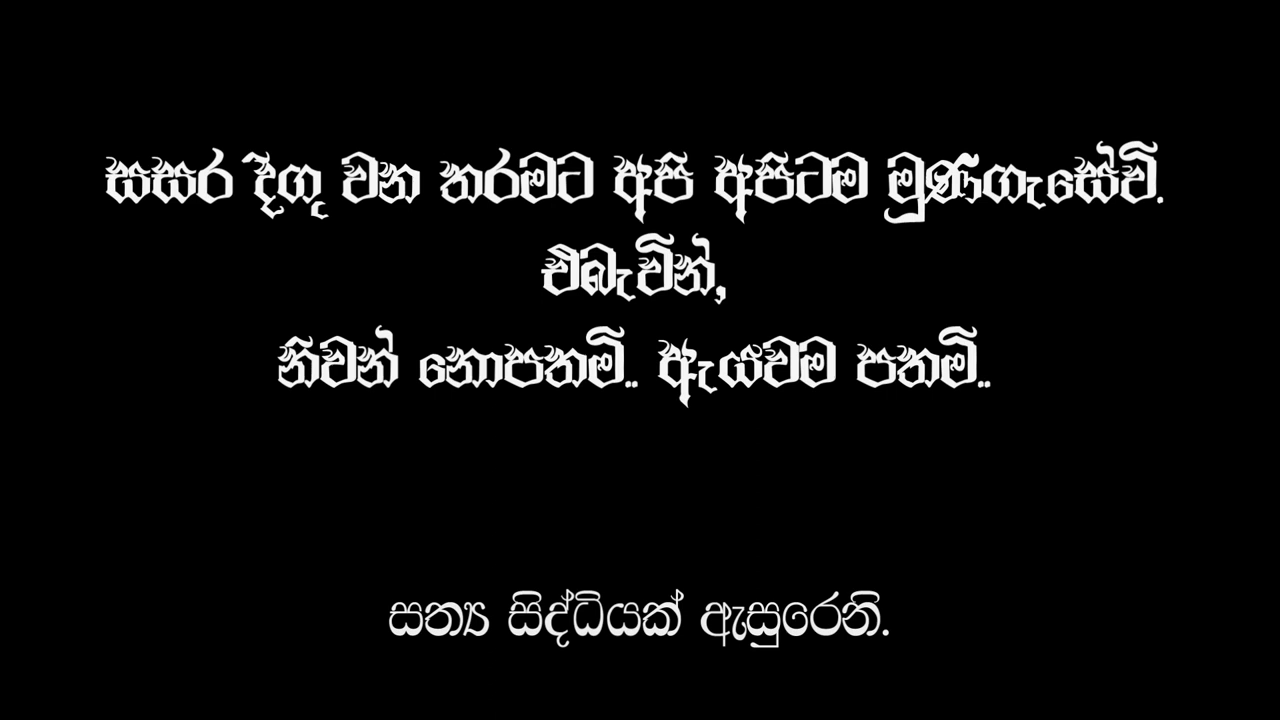 සසර දිගු වන තරමට අපි අපිටම මුණගැසේවි.
එබැවින්,
නිවන් නොපතමි.. ඇයවම පතමි..
සත්‍ය සිද්ධියක් ඇසුරෙනි.